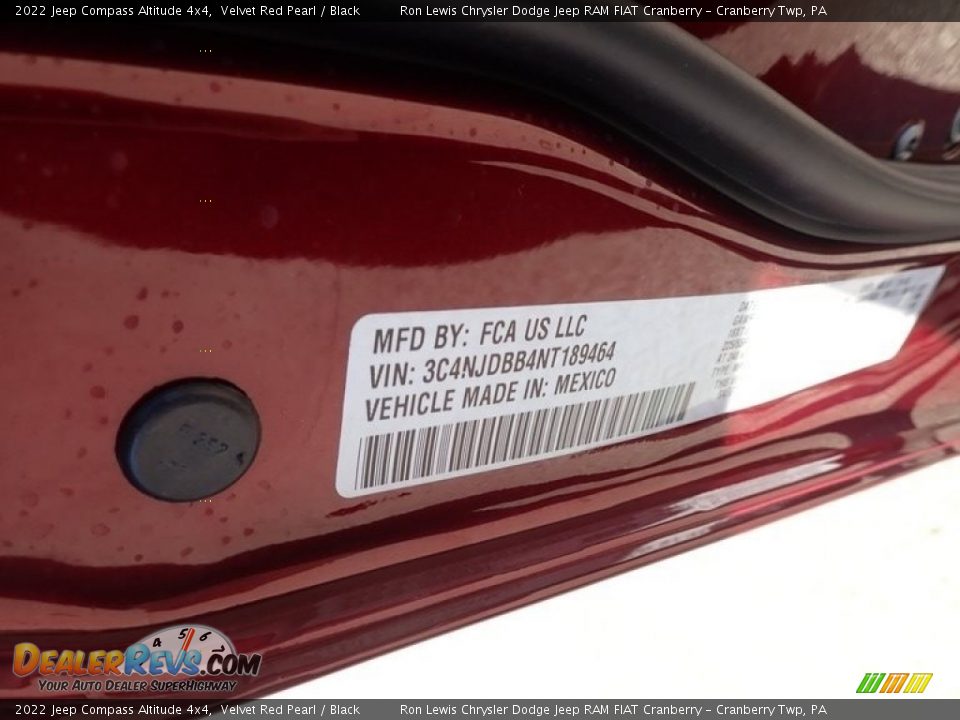 2022 Jeep Compass Altitude 4x4, Velvet Red Pearl / Black Ron Lewis Chrysler Dodge Jeep RAM FIAT Cranberry - Cranberry Twp, PA
MFD BY: FCA US LLC
VIN: 3C4NJDBB4NT189464
VEHICLE MADE IN: MEXICO
4 5 6
DealerRevs.com
Your Auto Dealer SuperHighway
2022 Jeep Compass Altitude 4x4, Velvet Red Pearl / Black Ron Lewis Chrysler Dodge Jeep RAM FIAT Cranberry - Cranberry Twp, PA